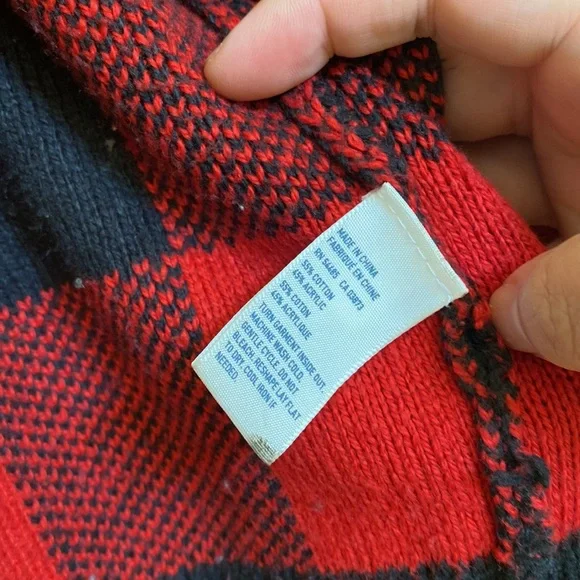 MADE IN CHINA
FABRIQUÉ EN CHINE
RN 54485 CA 03873
55% COTTON
45% ACRYLIC
55% COTON
45% ACRYLIQUE
TURN GARMENT INSIDE OUT.
MACHINE WASH COLD,
GENTLE CYCLE. DO NOT
BLEACH. RESHAPE LAY FLAT
TO DRY, COOL IRON IF
NEEDED.